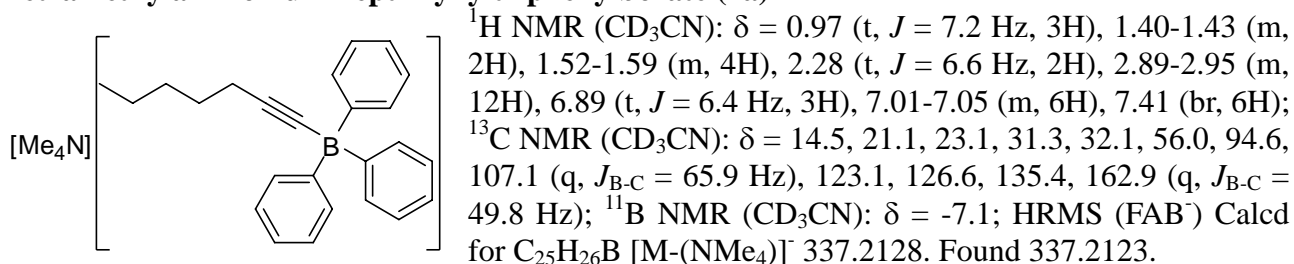 ¹H NMR (CD₃CN): δ = 0.97 (t, J = 7.2 Hz, 3H), 1.40-1.43 (m,
2H), 1.52-1.59 (m, 4H), 2.28 (t, J = 6.6 Hz, 2H), 2.89-2.95 (m,
12H), 6.89 (t, J = 6.4 Hz, 3H), 7.01-7.05 (m, 6H), 7.41 (br, 6H);
¹³C NMR (CD₃CN): δ = 14.5, 21.1, 23.1, 31.3, 32.1, 56.0, 94.6,
107.1 (q, J_B-C = 65.9 Hz), 123.1, 126.6, 135.4, 162.9 (q, J_B-C =
49.8 Hz); ¹¹B NMR (CD₃CN): δ = -7.1; HRMS (FAB⁻) Calcd
for C₂₅H₂₆B [M-(NMe₄)]⁻ 337.2128. Found 337.2123.
[Me₄N]
B